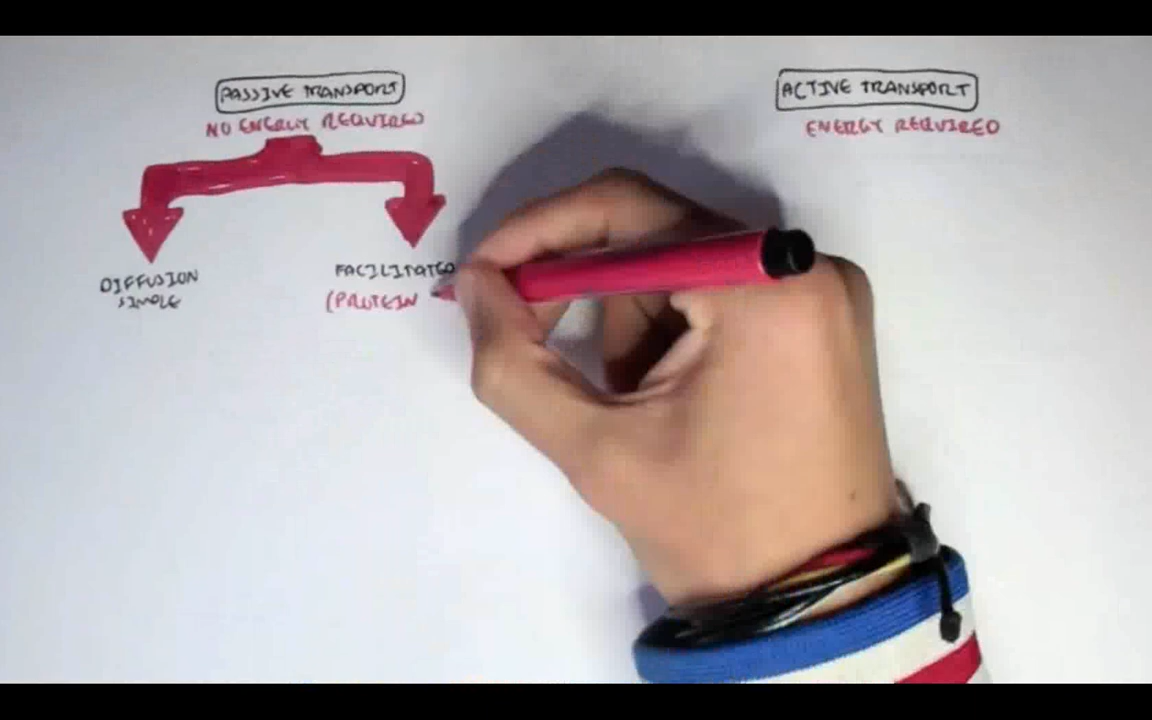 PASSIVE TRANSPORT
NO ENERGY REQUIRED
ACTIVE TRANSPORT
ENERGY REQUIRED
DIFFUSION
SIMPLE
FACILITATED
(PROTEIN